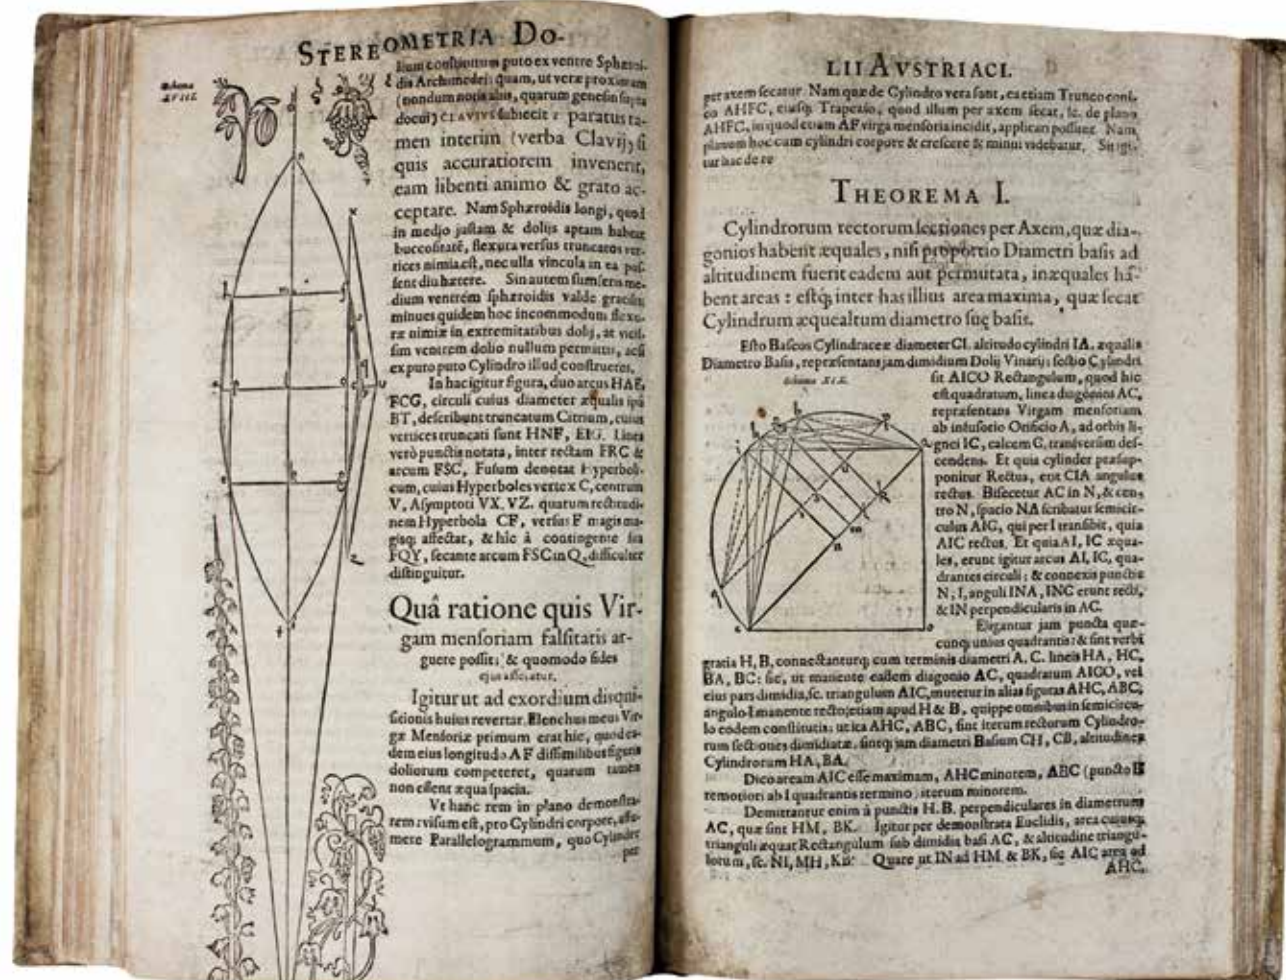 STEREOMETRIA DO-
Schema
XVIII.
lium constitutum puto ex ventre Sphæroi-
dis Archimedei: quam, ut veræ proximam
(nondum notis aliis, quarum genesin supra
docui) CLAVIVS subiecit: paratus ta-
men interim (verba Clavij, si
quis accuratiorem invenerit,
eam libenti animo & grato ac-
ceptare. Nam Sphæroidis longi, quod
in medio justam & dolijs aptam habeat
buccositatē, flexura versus truncatos ver-
tices nimia est, nec ulla vincula in ea pos-
sent diu hærere. Sin autem sumseris me-
dium ventrem sphæroidis valde gracilis:
minues quidem hoc incommodum flexu-
ræ nimiæ in extremitatibus dolij, at vicis-
sim ventrem dolio nullum permittis, acsi
ex puro puto Cylindro illud construeres.
In hac igitur figura, duo arcus HAE,
FCG, circuli cuius diameter æqualis ipsi
BT, describunt truncatum Citrium, cuius
vertices truncati sunt HNF, EIG. Linea
verò punctis notata, inter rectam FRC &
arcum FSC, Fusum denotat Hyperboli-
cum, cuius Hyperboles vertex C, centrum
V, Asymptoti VX, VZ. quarum rectitudi-
nem Hyperbola CF, versus F magis ma-
gisq; affectat, & hîc à contingente sua
FQY, secante arcum FSC in Q, difficulter
distinguitur.
Quâ ratione quis Vir-
gam mensoriam falsitatis ar-
guere possit; & quomodo fides
ejus asseratur.
Igitur ut ad exordium disqui-
sitionis huius revertar. Elenchus meus Vir-
gæ Mensoriæ primum erat hic, quod ea-
dem eius longitudo AF dissimilibus figuris
doliorum competeret, quarum tamen
non essent æqua spacia.
Vt hanc rem in plano demonstra-
rem, visum est, pro Cylindri corpore, assu-
mere Parallelogrammum, quo Cylinder
per
LII AVSTRIACI.
per axem secatur. Nam quæ de Cylindro vera sunt, ea etiam Trunco coni-
co AHFC, eiusq; Trapezio, quod illum per axem secat, sc. de plano
AHFC, in quod etiam AF virga mensoria incidit, applicari possunt. Nam
planum hoc cum cylindri corpore & crescere & minui videbatur. Sit igi-
tur hac de re
THEOREMA I.
Cylindrorum rectorum sectiones per Axem, quæ dia-
gonios habent æquales, nisi proportio Diametri basis ad
altitudinem fuerit eadem aut permutata, inæquales ha-
bent areas: estq; inter has illius area maxima, quæ secat
Cylindrum æquealtum diametro suę basis.
Esto Baseos Cylindraceæ diameter CI. altitudo cylindri IA. æqualis
Diametro Basis, repræsentans jam dimidium Dolij Vinarij: sectio Cylindri
Schema XIX.
sit AICO Rectangulum, quod hic
est quadratum, linea diagonios AC,
repræsentans Virgam mensoriam
ab infusorio Orificio A, ad orbis li-
gnei IC, calcem C, transversim des-
cendens. Et quia cylinder præsup-
ponitur Rectus, erit CIA angulus
rectus. Bisecetur AC in N, & cen-
tro N, spacio NA scribatur semicir-
culus AIC, qui per I transibit, quia
AIC rectus. Et quia AI, IC æqua-
les, erunt igitur arcus AI, IC, qua-
drantes circuli: & connexis punctis
N, I, anguli INA, INC erunt recti,
& IN perpendicularis in AC.
Eligantur jam puncta quæ-
cunq; unius quadrantis: & sint verbi
gratia H, B, connectanturq; cum terminis diametri A. C. lineis HA, HC,
BA, BC: sic, ut manente eadem diagonio AC, quadratum AICO, vel
eius pars dimidia, sc. triangulum AIC, mutetur in alias figuras AHC, ABC,
angulo I manente recto, etiam apud H & B, quippe omnibus in semicircu-
lo eodem constitutis: ut ita AHC, ABC, sint iterum rectorum Cylindro-
rum sectiones dimidiatæ, sintq; jam diametri Basium CH, CB, altitudines
Cylindrorum HA, BA.
Dico aream AIC esse maximam, AHC minorem, ABC (puncto B
remotiori ab I quadrantis termino) iterum minorem.
Demittantur enim à punctis H. B. perpendiculares in diametrum
AC, quæ sint HM, BK. Igitur per demonstrata Euclidis, area cujusq;
trianguli æquat Rectangulum sub dimidia basi AC, & altitudine triangu-
lorum, sc. NI, MH, KB. Quare ut IN ad HM & BK, sic AIC area ad
AHC,